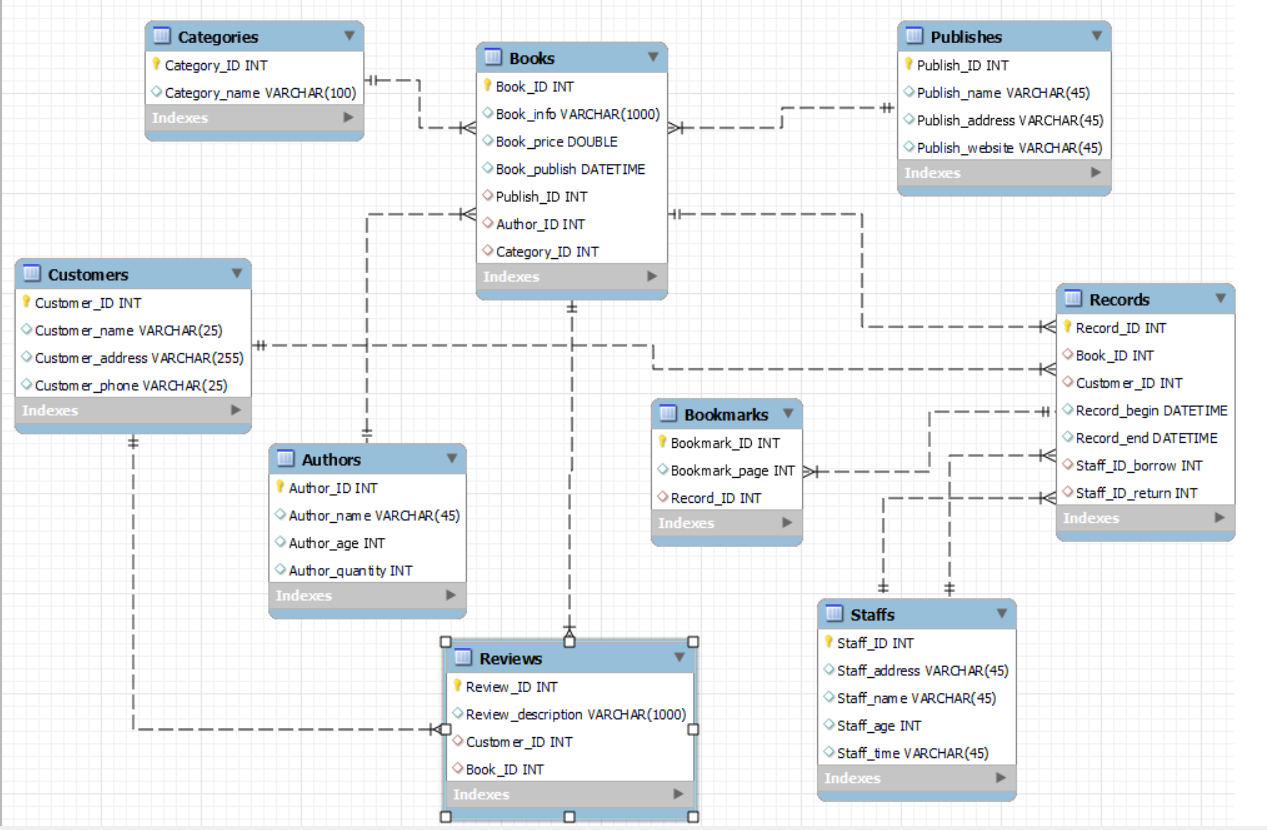 Categories
Category_ID INT
Category_name VARCHAR(100)
Indexes
Books
Book_ID INT
Book_info VARCHAR(1000)
Book_price DOUBLE
Book_publish DATETIME
Publish_ID INT
Author_ID INT
Category_ID INT
Indexes
Publishes
Publish_ID INT
Publish_name VARCHAR(45)
Publish_address VARCHAR(45)
Publish_website VARCHAR(45)
Indexes
Customers
Customer_ID INT
Customer_name VARCHAR(25)
Customer_address VARCHAR(255)
Customer_phone VARCHAR(25)
Indexes
Records
Record_ID INT
Book_ID INT
Customer_ID INT
Record_begin DATETIME
Record_end DATETIME
Staff_ID_borrow INT
Staff_ID_return INT
Indexes
Bookmarks
Bookmark_ID INT
Bookmark_page INT
Record_ID INT
Indexes
Authors
Author_ID INT
Author_name VARCHAR(45)
Author_age INT
Author_quantity INT
Indexes
Staffs
Staff_ID INT
Staff_address VARCHAR(45)
Staff_name VARCHAR(45)
Staff_age INT
Staff_time VARCHAR(45)
Indexes
Reviews
Review_ID INT
Review_description VARCHAR(1000)
Customer_ID INT
Book_ID INT
Indexes